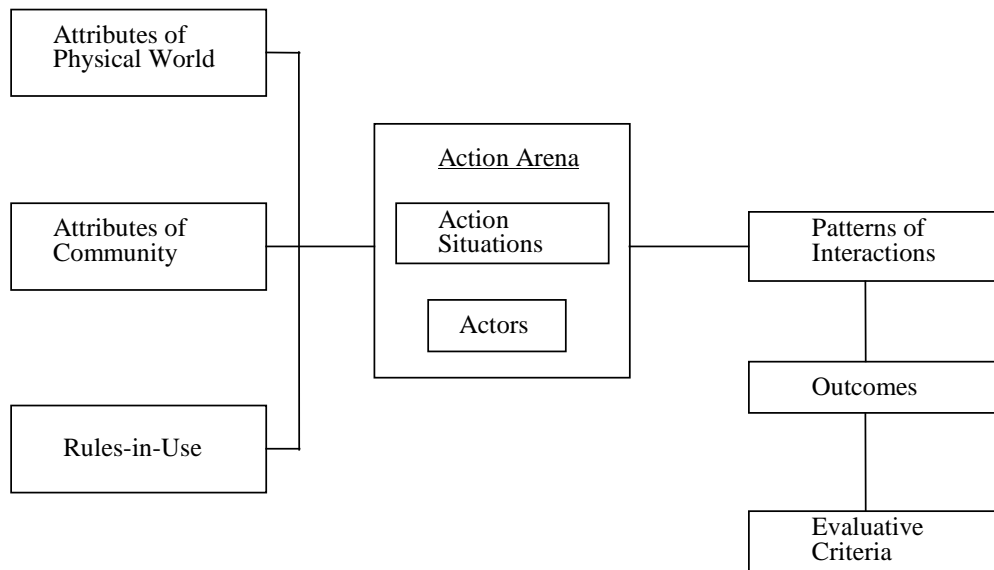 Attributes of
Physical World
Attributes of
Community
Rules-in-Use
Action Arena
Action
Situations
Actors
Patterns of
Interactions
Outcomes
Evaluative
Criteria